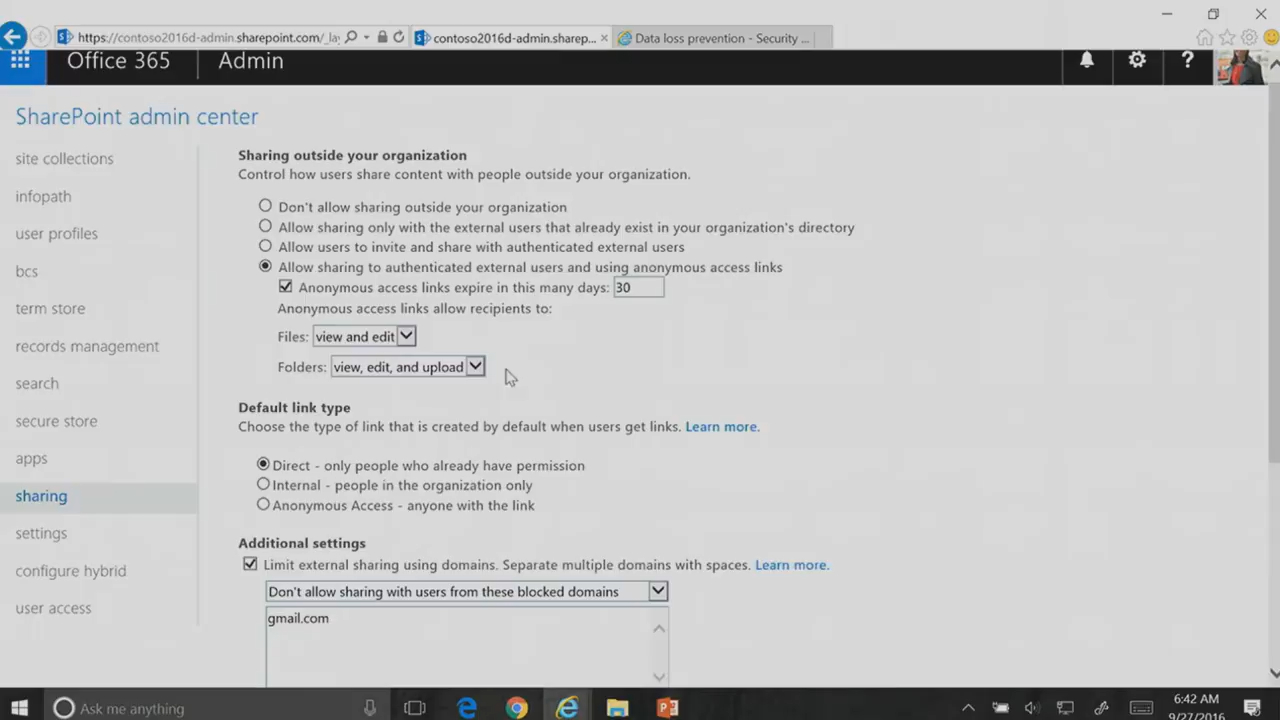 https://contoso2016d-admin.sharepoint.com/_la
contoso2016d-admin.sharep...
Data loss prevention - Security ...
Office 365
Admin
SharePoint admin center
site collections
infopath
user profiles
bcs
term store
records management
search
secure store
apps
sharing
settings
configure hybrid
user access
Sharing outside your organization
Control how users share content with people outside your organization.
Don't allow sharing outside your organization
Allow sharing only with the external users that already exist in your organization's directory
Allow users to invite and share with authenticated external users
Allow sharing to authenticated external users and using anonymous access links
Anonymous access links expire in this many days: 30
Anonymous access links allow recipients to:
Files: view and edit
Folders: view, edit, and upload
Default link type
Choose the type of link that is created by default when users get links. Learn more.
Direct - only people who already have permission
Internal - people in the organization only
Anonymous Access - anyone with the link
Additional settings
Limit external sharing using domains. Separate multiple domains with spaces. Learn more.
Don't allow sharing with users from these blocked domains
gmail.com
Ask me anything
6:42 AM
9/27/2016